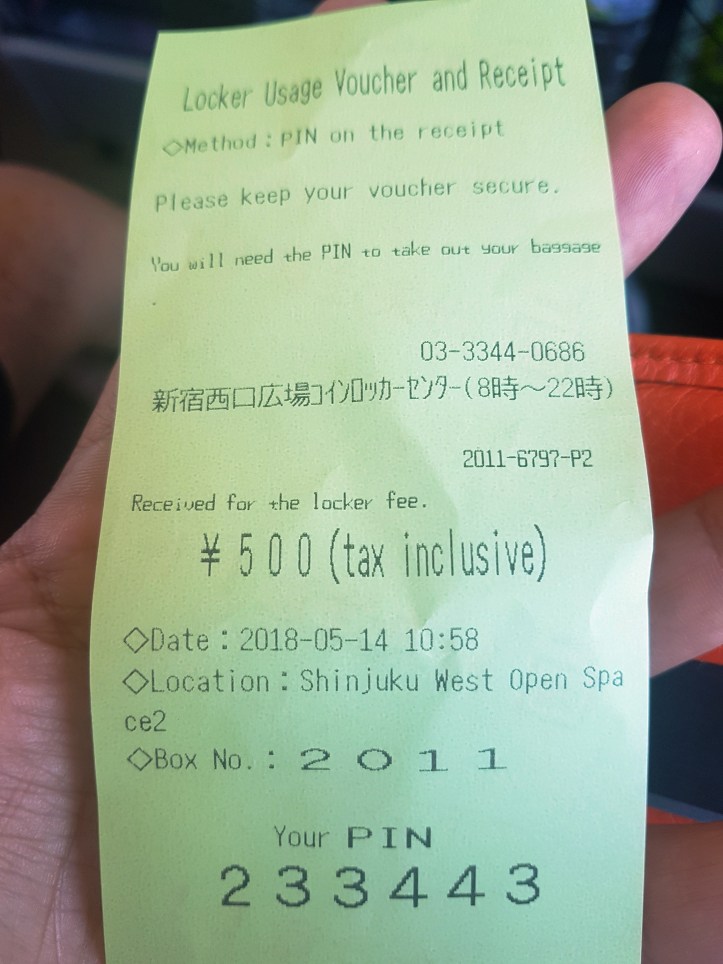 Locker Usage Voucher and Receipt
◇Method:PIN on the receipt
Please keep your voucher secure.
You will need the PIN to take out your baggage
.
03-3344-0686
新宿西口広場コインロッカーセンター(8時～22時)
2011-6797-P2
Received for the locker fee.
¥500(tax inclusive)
◇Date:2018-05-14 10:58
◇Location:Shinjuku West Open Spa
ce2
◇Box No.:2011
Your PIN
233443